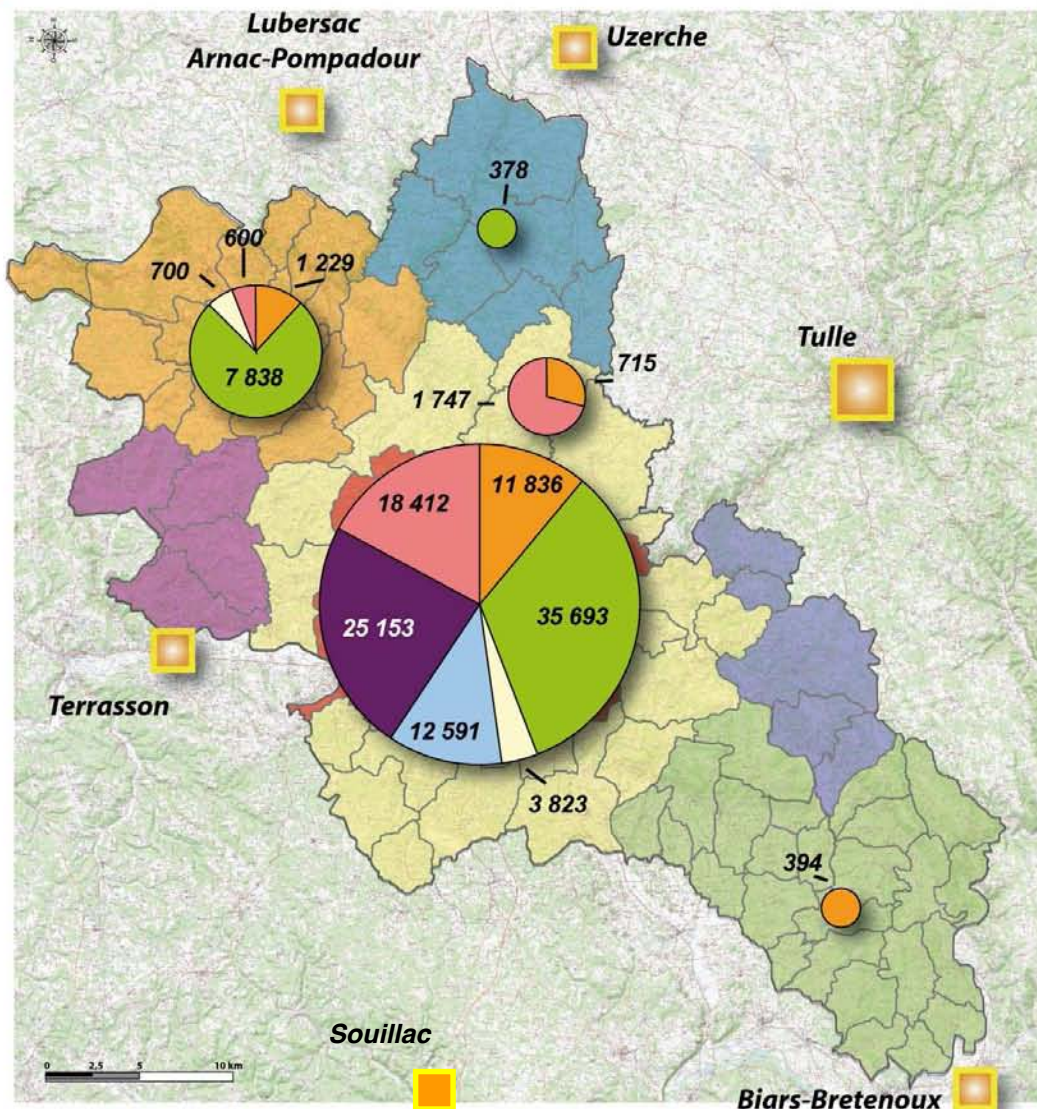 Lubersac
Arnac-Pompadour
Uzerche
378
600
700
1 229
7 838
Tulle
715
1 747
18 412
11 836
25 153
35 693
Terrasson
12 591
3 823
394
Souillac
0 2,5 5 10 km
Biars-Bretenoux